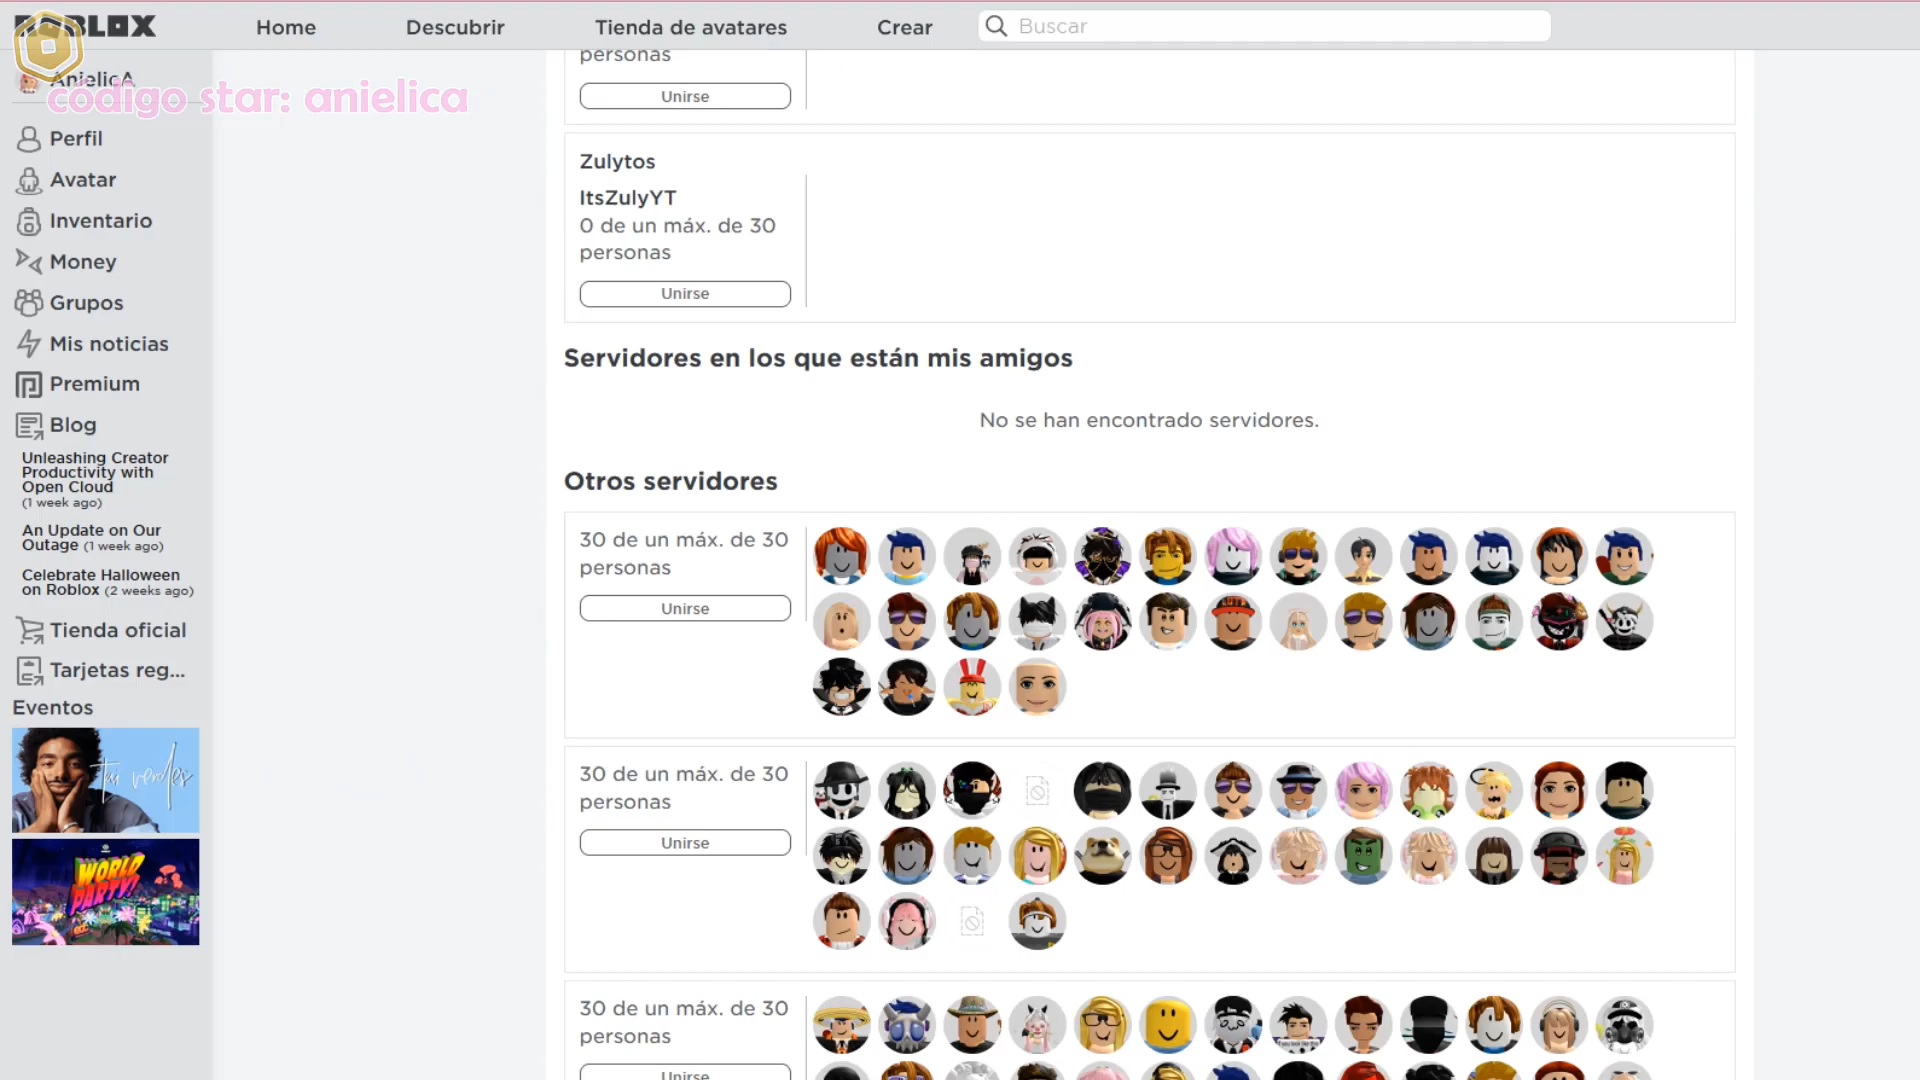 ROBLOX
Home
Descubrir
Tienda de avatares
Crear
Buscar
AnielicA
código star: anielica
Perfil
Avatar
Inventario
Money
Grupos
Mis noticias
Premium
Blog
Unleashing Creator
Productivity with
Open Cloud
(1 week ago)
An Update on Our
Outage (1 week ago)
Celebrate Halloween
on Roblox (2 weeks ago)
Tienda oficial
Tarjetas reg...
Eventos
WORLD
PARTY!
personas
Unirse
Zulytos
ItsZulyYT
0 de un máx. de 30
personas
Unirse
Servidores en los que están mis amigos
No se han encontrado servidores.
Otros servidores
30 de un máx. de 30
personas
Unirse
30 de un máx. de 30
personas
Unirse
30 de un máx. de 30
personas
Unirse